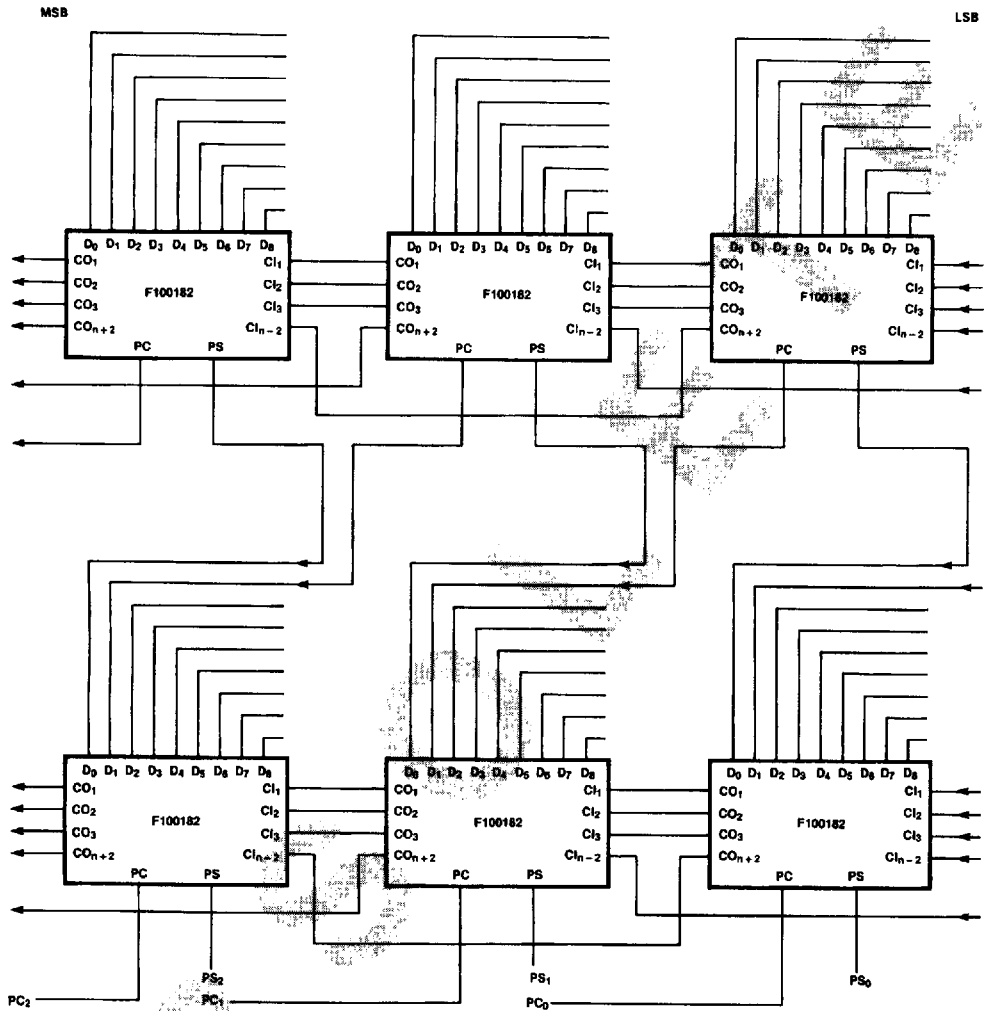 MSB LSB
D0 D1 D2 D3 D4 D5 D6 D7 D8 D0 D1 D2 D3 D4 D5 D6 D7 D8 D0 D1 D2 D3 D4 D5 D6 D7 D8
CO1 CI1 CO1 CI1 CO1 CI1
CO2 CI2 CO2 CI2 CO2 CI2
F100182 F100182 F100182
CO3 CI3 CO3 CI3 CO3 CI3
COn+2 CIn−2 COn+2 CIn−2 COn+2 CIn−2
PC PS PC PS PC PS
D0 D1 D2 D3 D4 D5 D6 D7 D8 D0 D1 D2 D3 D4 D5 D6 D7 D8 D0 D1 D2 D3 D4 D5 D6 D7 D8
CO1 CI1 CO1 CI1 CO1 CI1
CO2 CI2 CO2 CI2 CO2 CI2
F100182 F100182 F100182
CO3 CI3 CO3 CI3 CO3 CI3
COn+2 CIn+2 COn+2 CIn−2 COn+2 CIn−2
PC PS PC PS PC PS
PS2 PS1 PS0
PC2 PC1 PC0